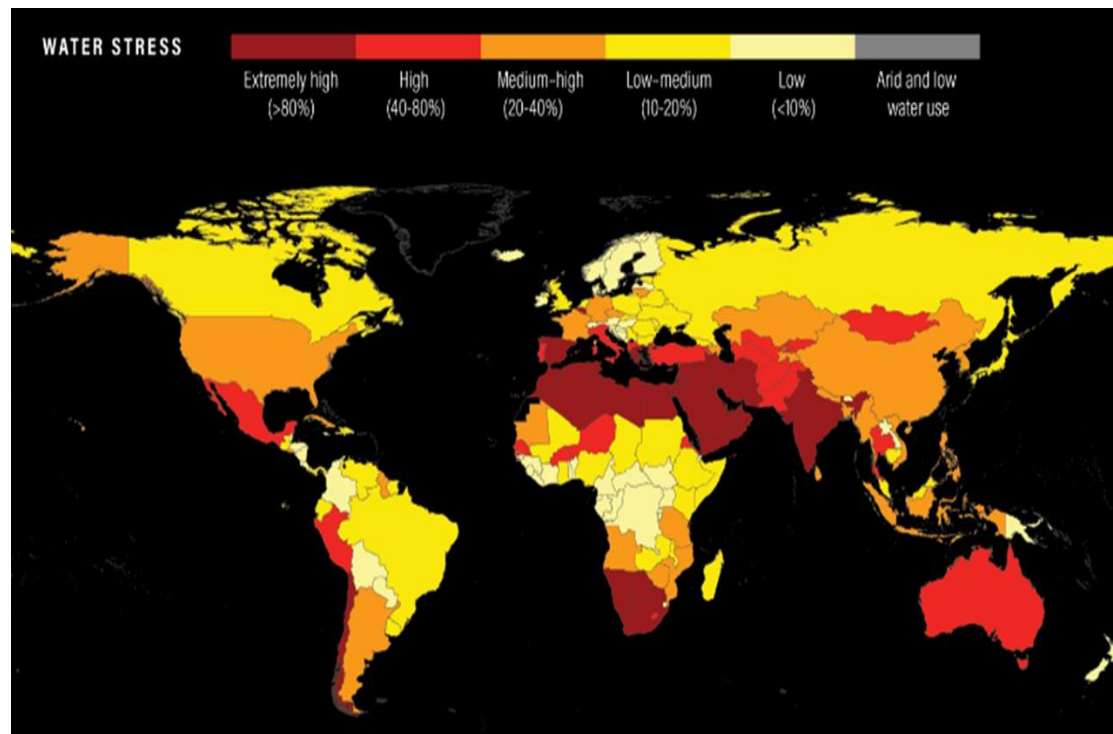 WATER STRESS
Extremely high
(>80%)
High
(40-80%)
Medium–high
(20-40%)
Low–medium
(10-20%)
Low
(<10%)
Arid and low
water use